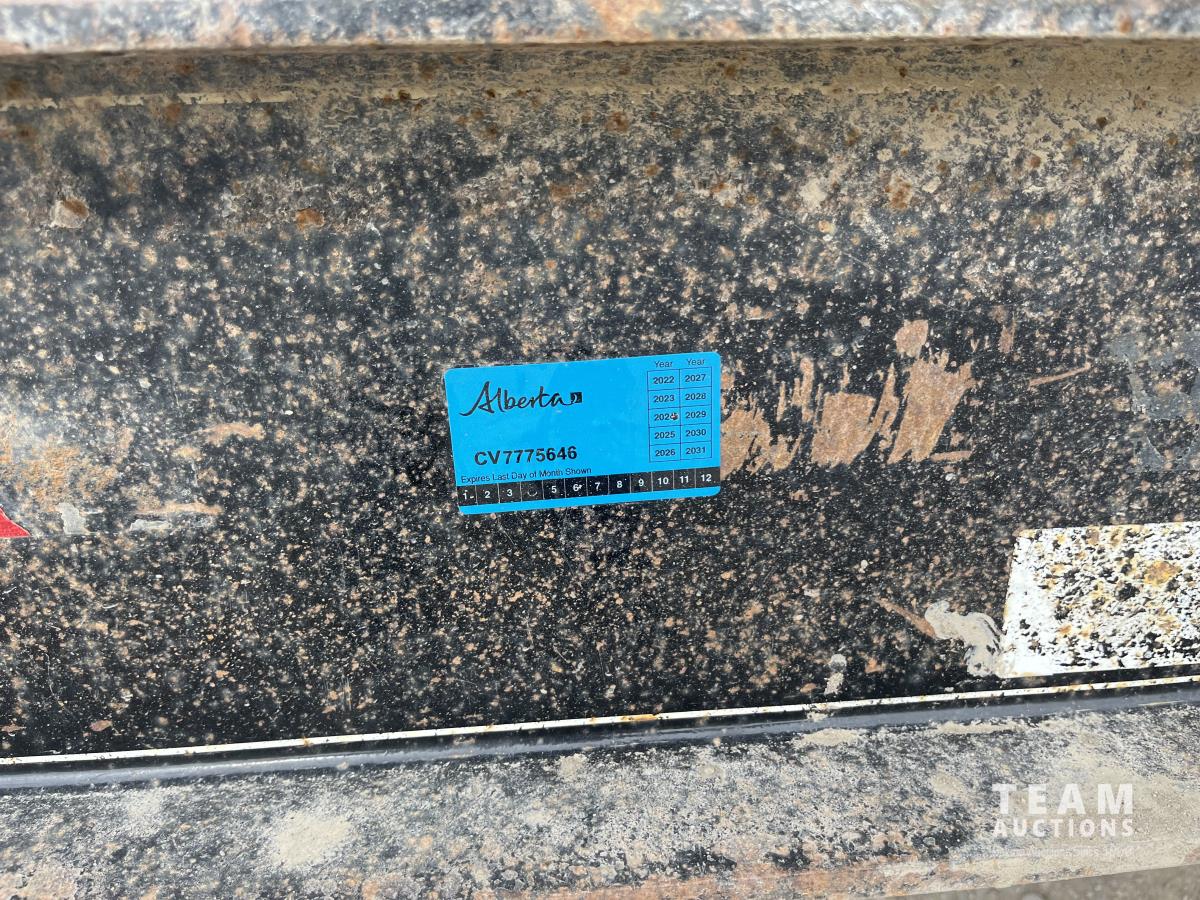 Alberta
Year Year
2022 2027
2023 2028
2024 2029
2025 2030
2026 2031
CV7775646
Expires Last Day of Month Shown
1 2 3 5 6 7 8 9 10 11 12
TEAM
AUCTIONS